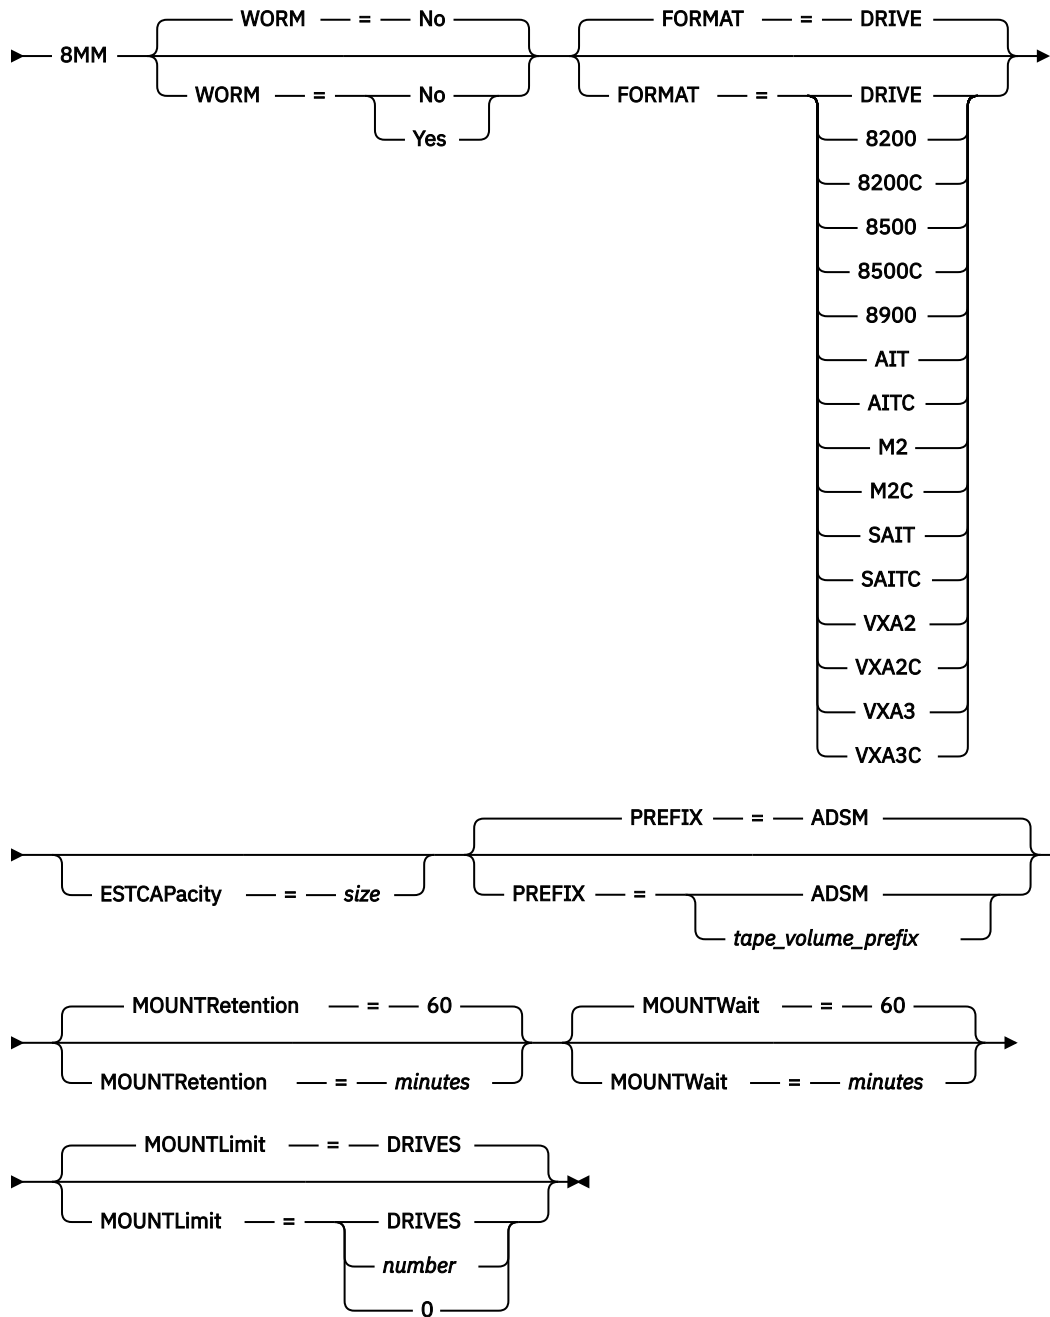 WORM = No FORMAT = DRIVE
8MM
WORM = No FORMAT = DRIVE
Yes 8200
8200C
8500
8500C
8900
AIT
AITC
M2
M2C
SAIT
SAITC
VXA2
VXA2C
VXA3
VXA3C
PREFIX = ADSM
ESTCAPacity = size PREFIX = ADSM
tape_volume_prefix
MOUNTRetention = 60 MOUNTWait = 60
MOUNTRetention = minutes MOUNTWait = minutes
MOUNTLimit = DRIVES
MOUNTLimit = DRIVES
number
0